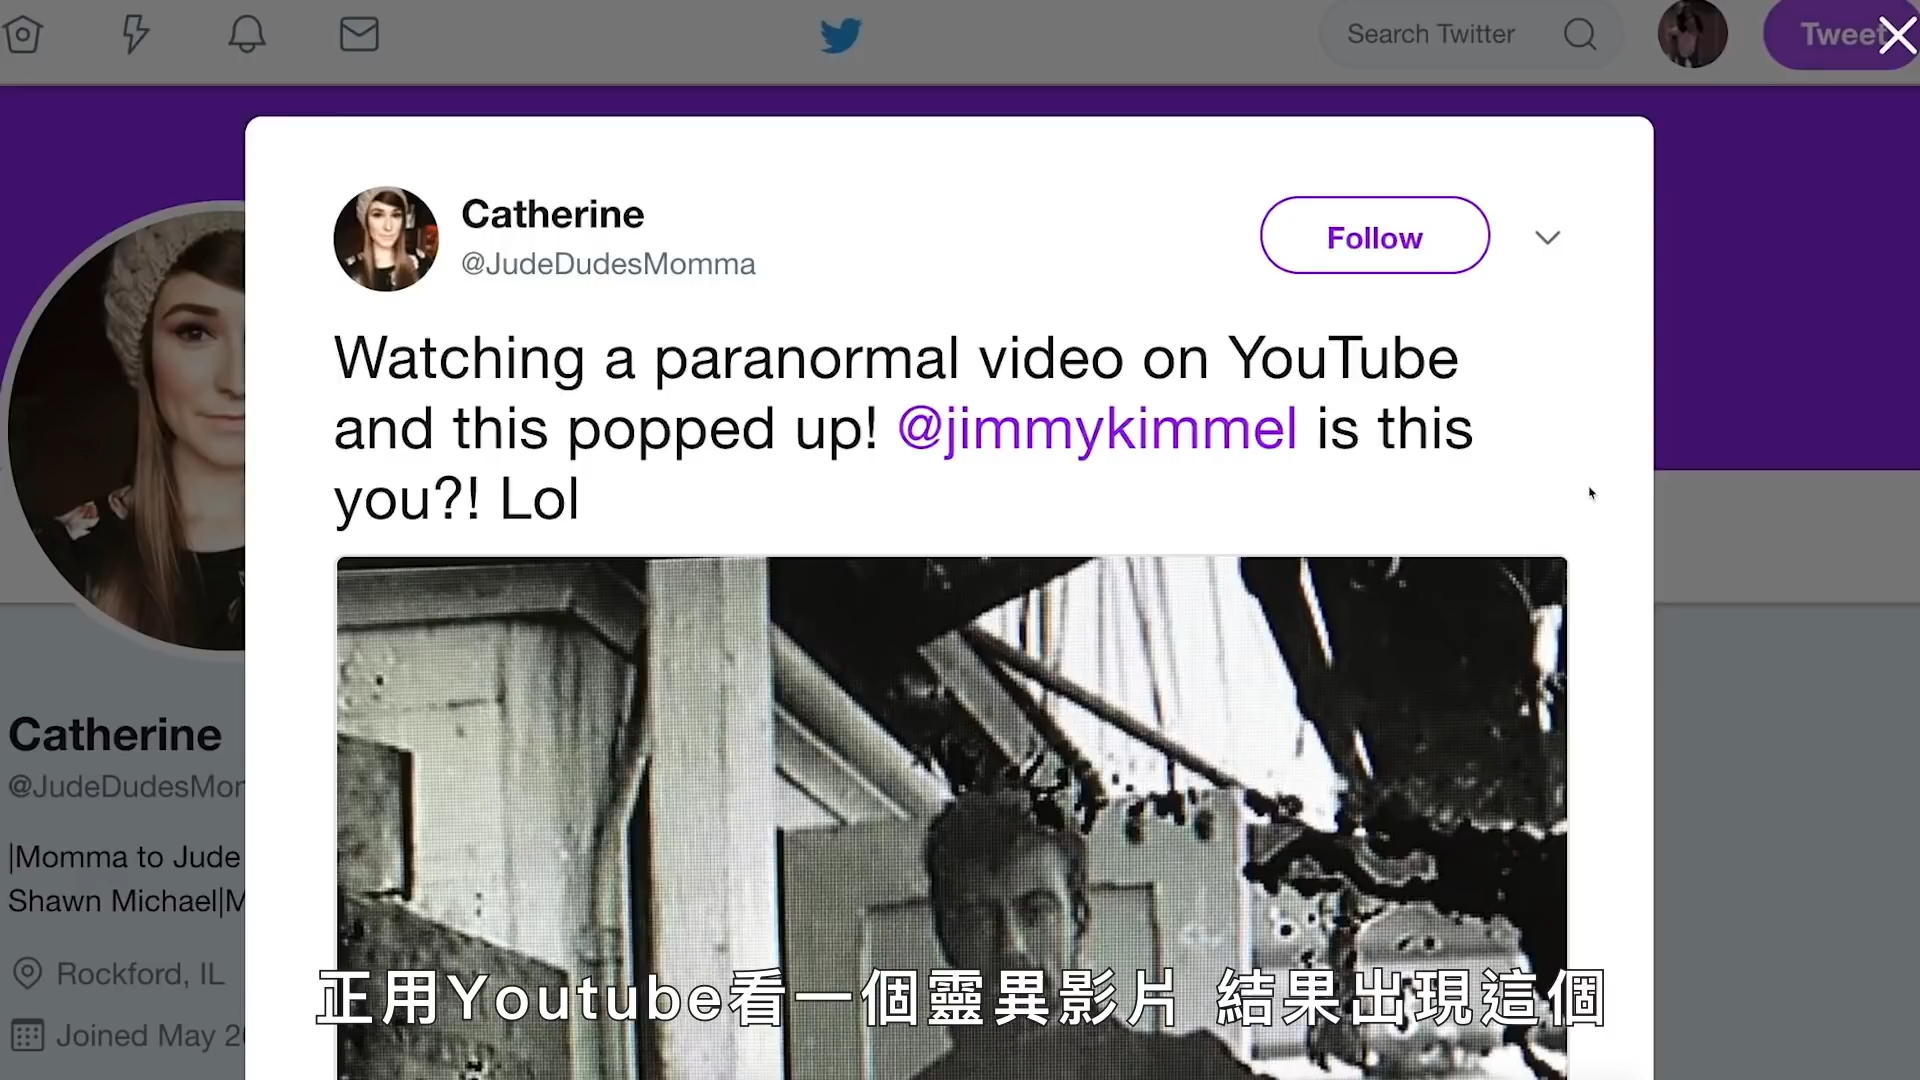 Search Twitter
Tweet
Catherine
@JudeDudesMomma
Follow
Watching a paranormal video on YouTube
and this popped up! @jimmykimmel is this
you?! Lol
Catherine
@JudeDudesMom
|Momma to Jude
Shawn Michael|M
Rockford, IL
Joined May 20
正用Youtube看一個靈異影片 結果出現這個